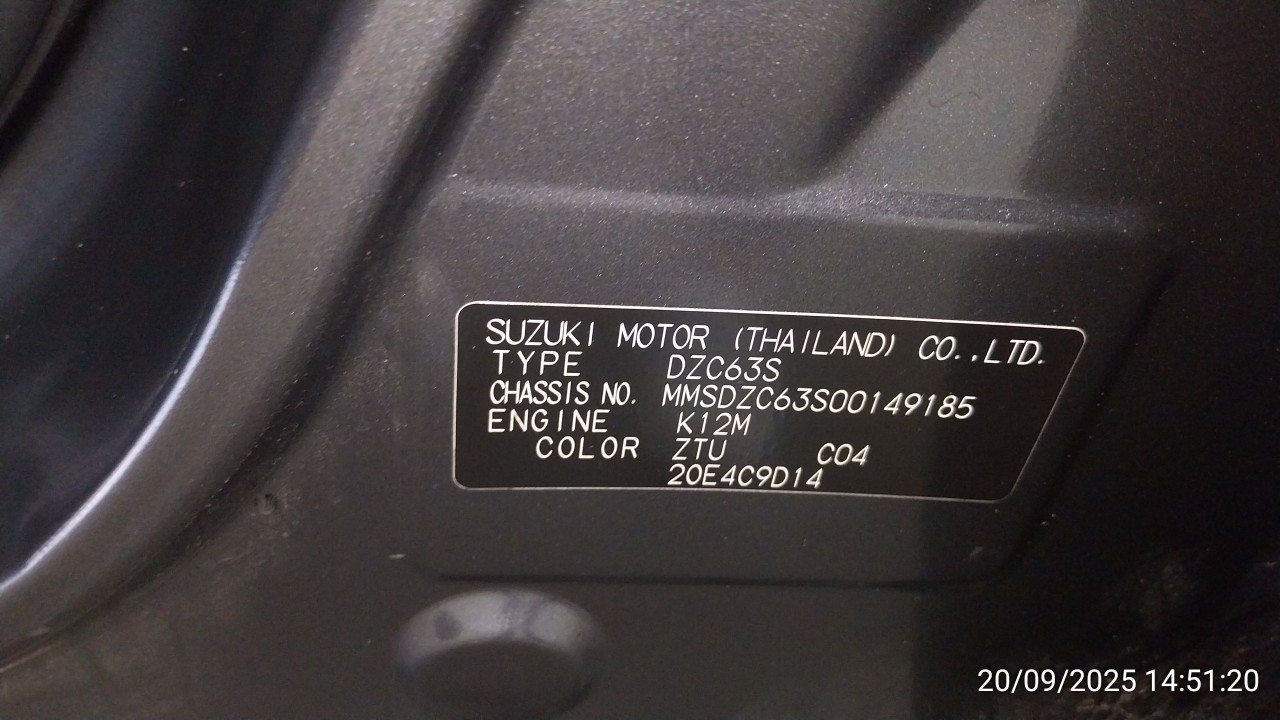 SUZUKI MOTOR (THAILAND) CO.,LTD.
TYPE DZC63S
CHASSIS NO. MMSDZC63S00149185
ENGINE K12M
COLOR ZTU C04
20E4C9D14
20/09/2025 14:51:20